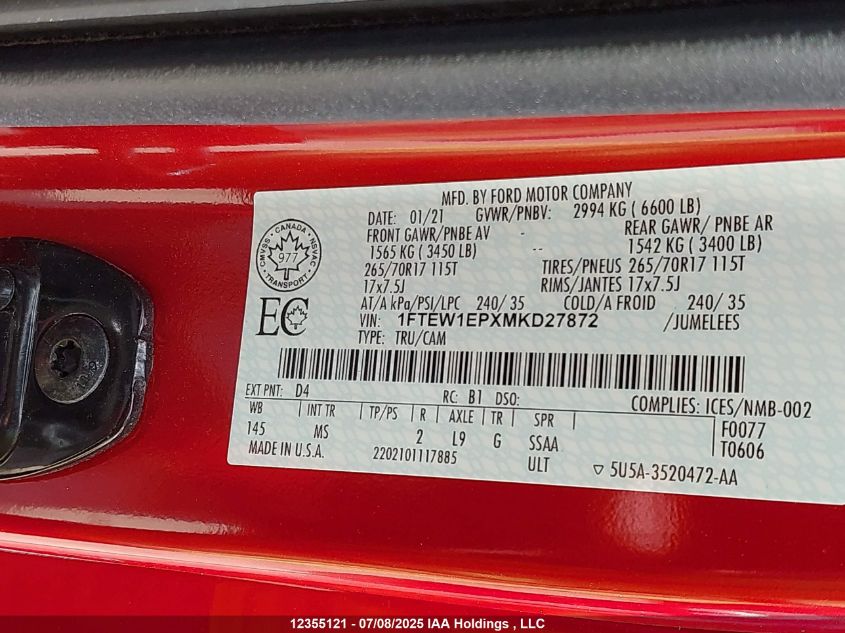 MFD. BY FORD MOTOR COMPANY
DATE: 01/21 GVWR/PNBV: 2994 KG ( 6600 LB)
FRONT GAWR/PNBE AV - REAR GAWR/ PNBE AR
1565 KG ( 3450 LB) -- 1542 KG ( 3400 LB)
265/70R17 115T TIRES/PNEUS 265/70R17 115T
17x7.5J RIMS/JANTES 17x7.5J
AT/A kPa/PSI/LPC 240/ 35 COLD/A FROID 240/ 35
VIN: 1FTEW1EPXMKD27872 /JUMELEES
TYPE: TRU/CAM
CMVSS · CANADA · NSVAC
977
TRANSPORT
EC
EXT PNT: D4 RC: B1 DSO: COMPLIES: ICES/NMB-002
WB INT TR TP/PS R AXLE TR SPR F0077
145 MS 2 L9 G SSAA T0606
MADE IN U.S.A. 2202101117885 ULT ▽ 5U5A-3520472-AA
12355121 - 07/08/2025 IAA Holdings , LLC